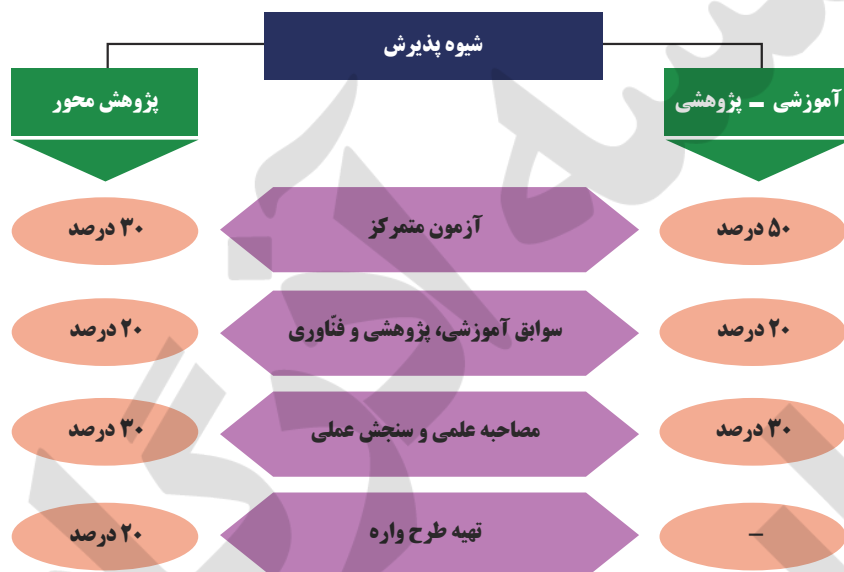 شیوه پذیرش
آموزشی ـ پژوهشی
پژوهش محور
۵۰ درصد
آزمون متمرکز
۳۰ درصد
۲۰ درصد
سوابق آموزشی، پژوهشی و فنّاوری
۲۰ درصد
۳۰ درصد
مصاحبه علمی و سنجش عملی
۳۰ درصد
–
تهیه طرح واره
۲۰ درصد